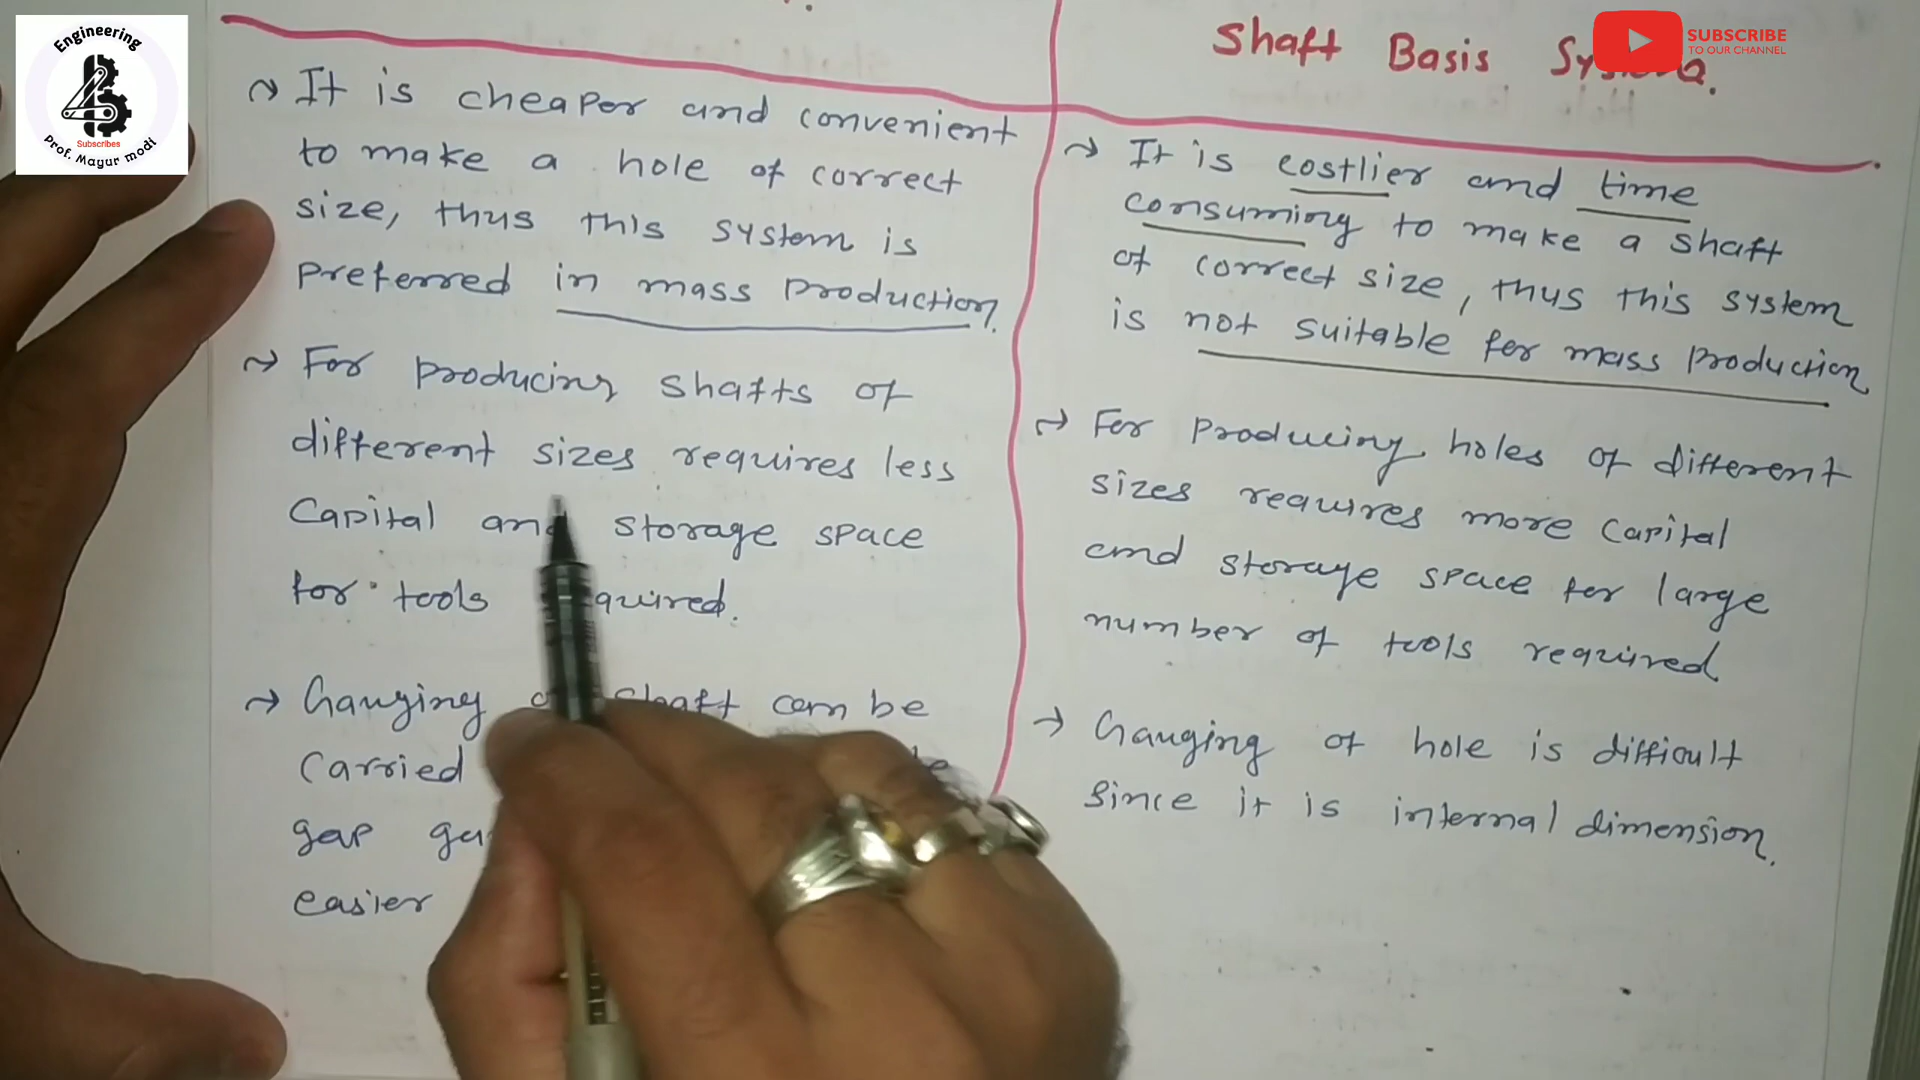 Engineering
Subscribes
Prof. Mayur modi
SUBSCRIBE
TO OUR CHANNEL
Shaft Basis
~ It is cheaper and convenient
to make a hole of correct
size, thus this system is
preferred in mass production.
~ For producing shafts of
different sizes requires less
capital and storage space
for tools required.
→ Gauging shaft can be
Carried
gap
easier
→ It is costlier and time
consuming to make a shaft
of correct size, thus this system
is not suitable for mass production
→ For producing holes of different
sizes requires more capital
and storage space for large
number of tools required
→ Gauging of hole is difficult
Since it is internal dimension.